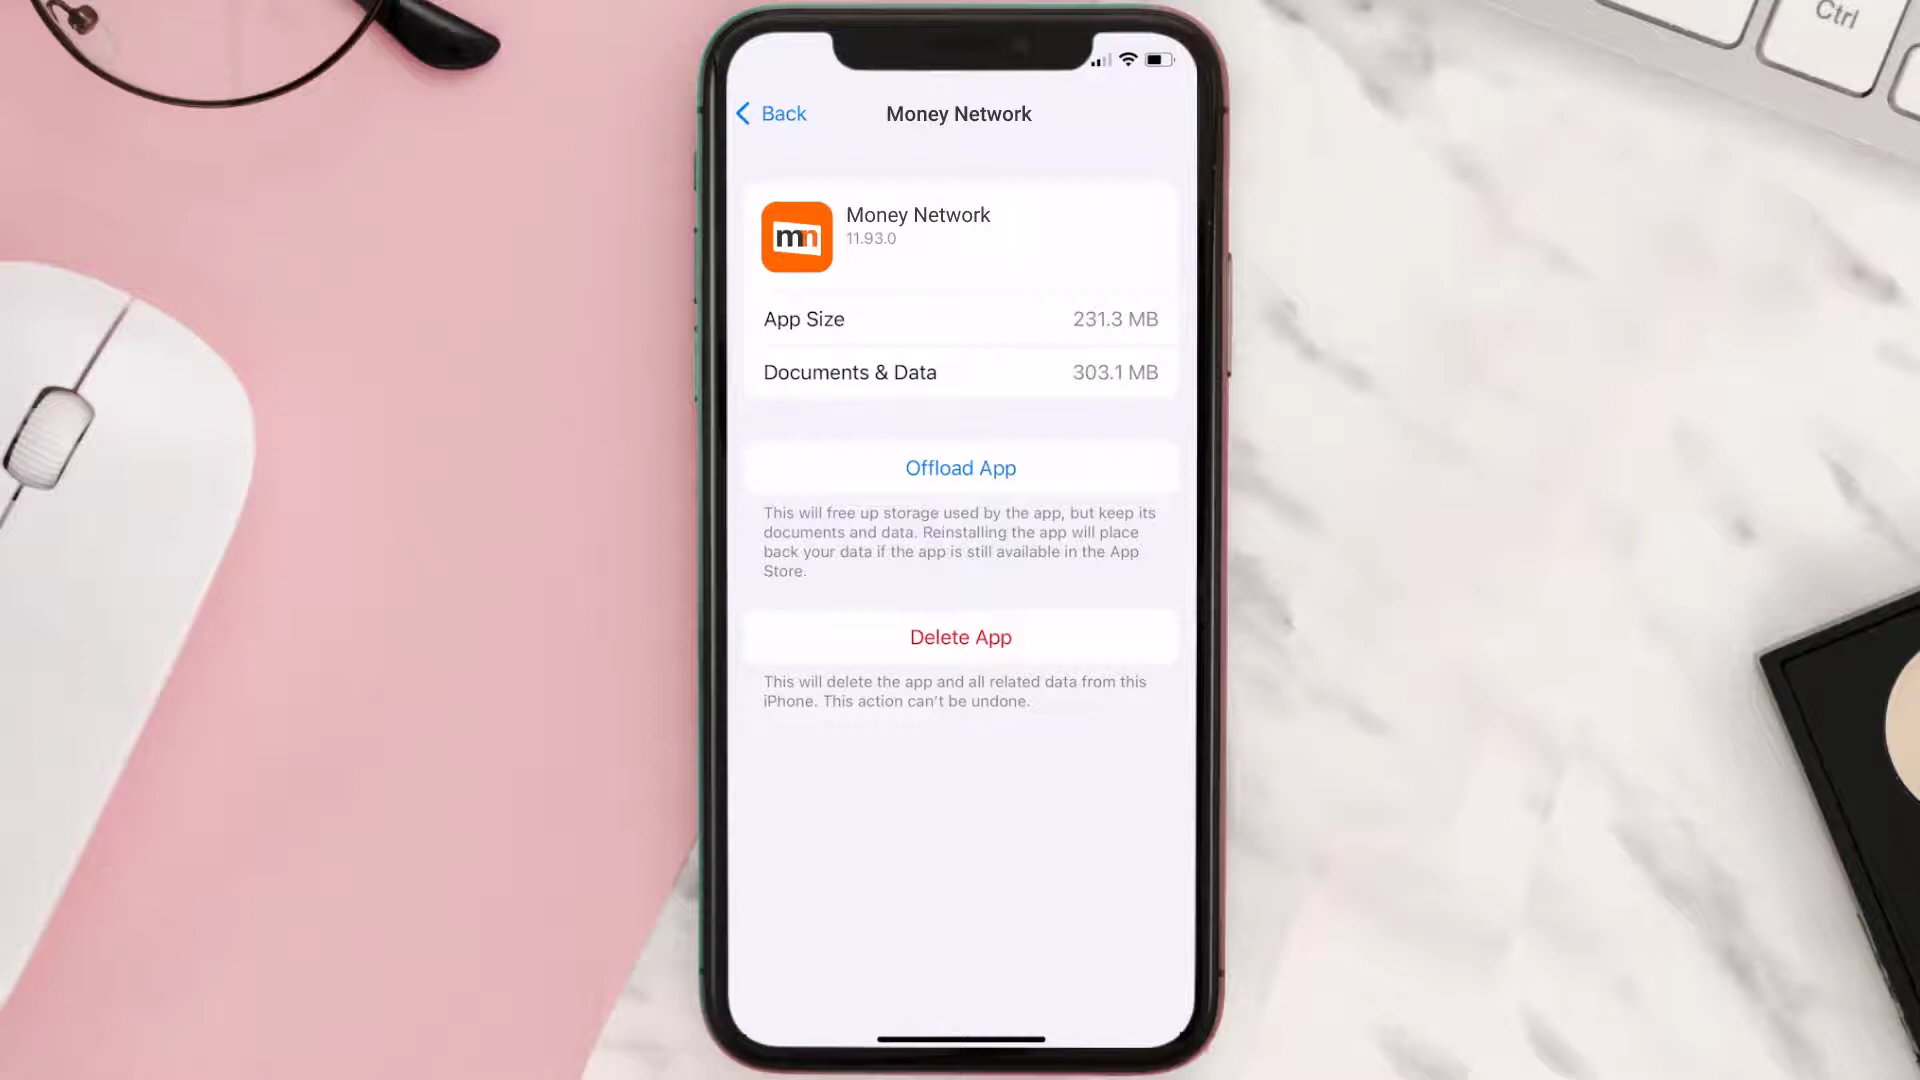 Ctrl
Back
Money Network
mn
Money Network
11.93.0
App Size
231.3 MB
Documents & Data
303.1 MB
Offload App
This will free up storage used by the app, but keep its
documents and data. Reinstalling the app will place
back your data if the app is still available in the App
Store.
Delete App
This will delete the app and all related data from this
iPhone. This action can't be undone.